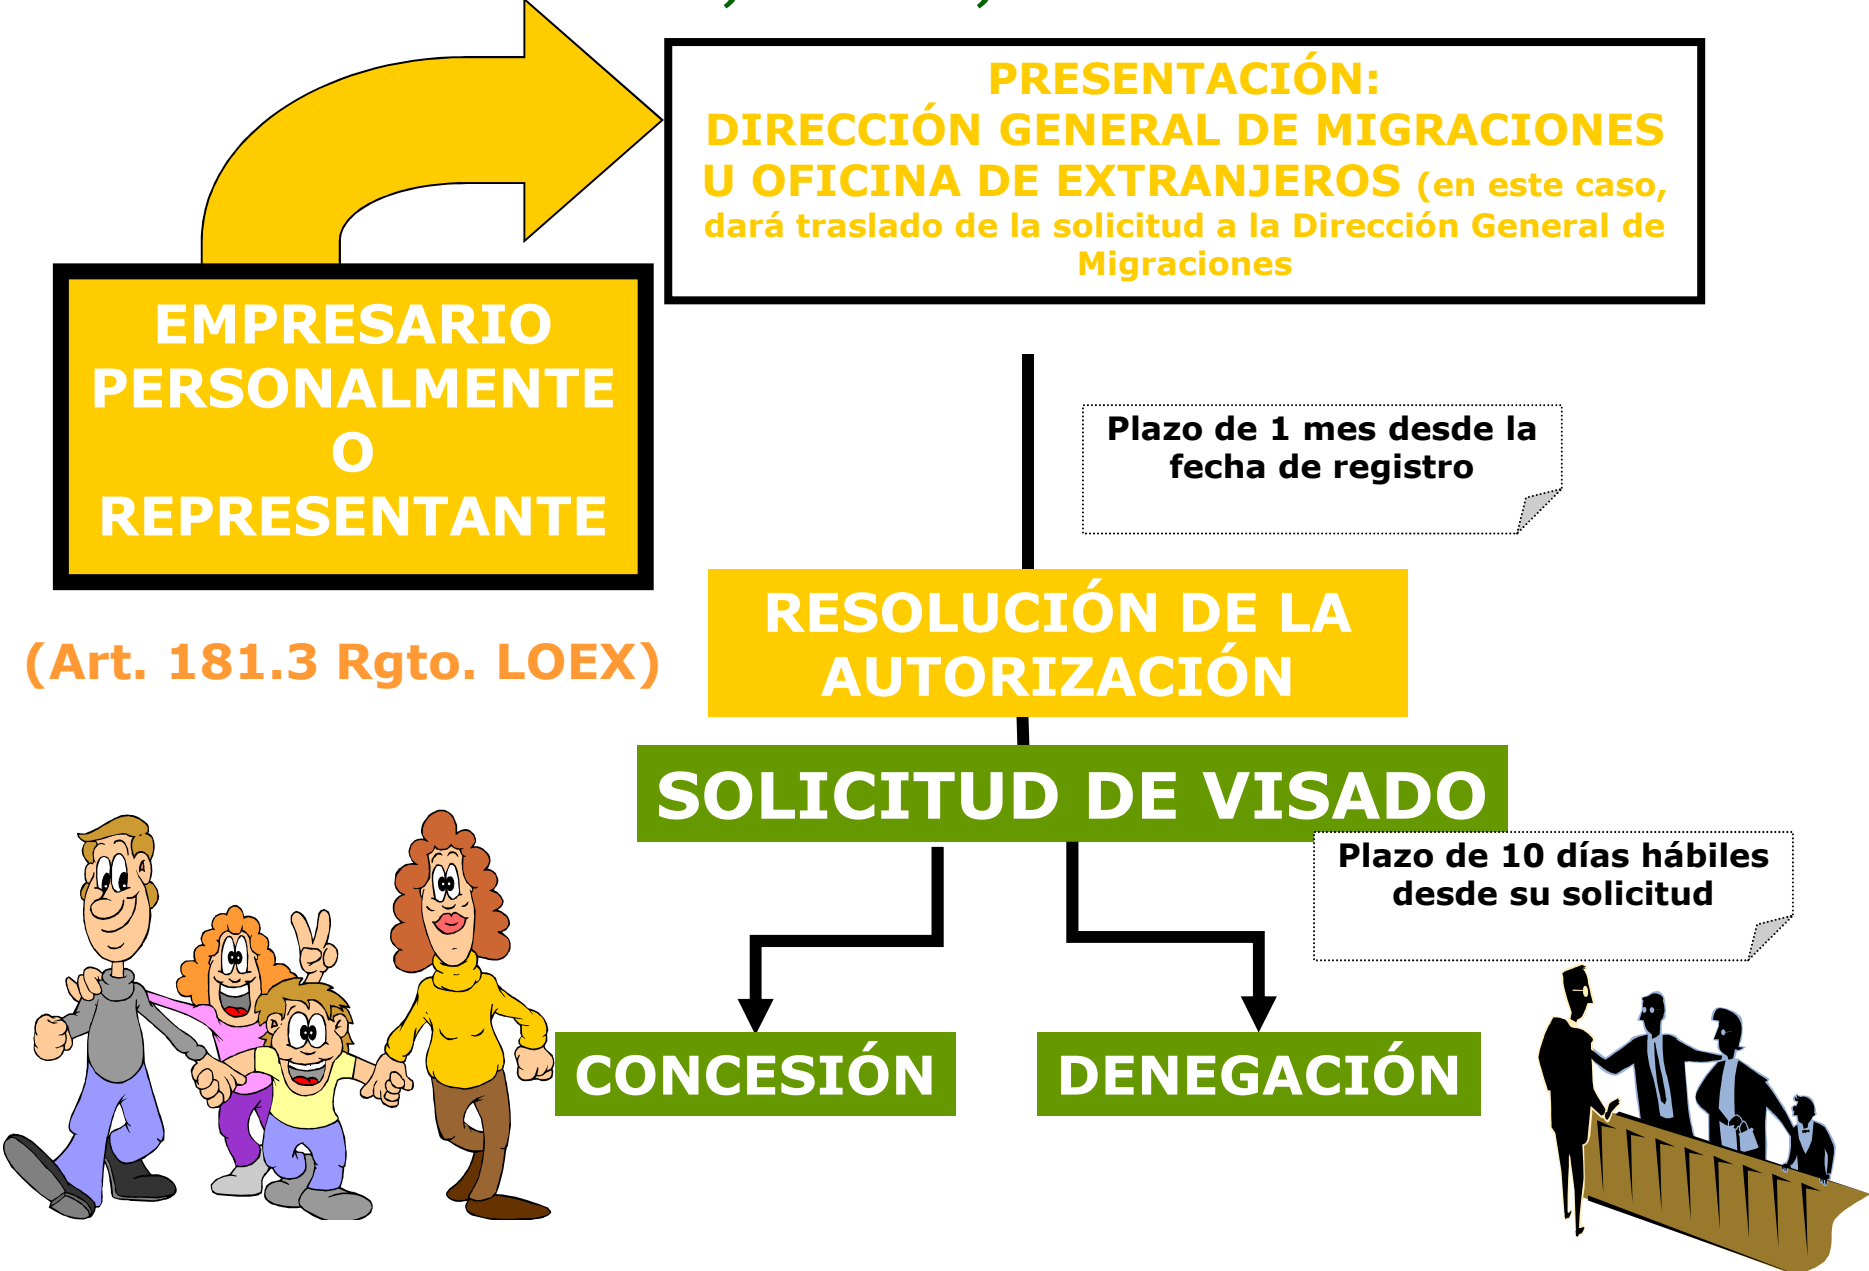 PRESENTACIÓN:
DIRECCIÓN GENERAL DE MIGRACIONES
U OFICINA DE EXTRANJEROS (en este caso,
dará traslado de la solicitud a la Dirección General de
Migraciones
EMPRESARIO
PERSONALMENTE
O
REPRESENTANTE
(Art. 181.3 Rgto. LOEX)
Plazo de 1 mes desde la
fecha de registro
RESOLUCIÓN DE LA
AUTORIZACIÓN
SOLICITUD DE VISADO
Plazo de 10 días hábiles
desde su solicitud
CONCESIÓN
DENEGACIÓN